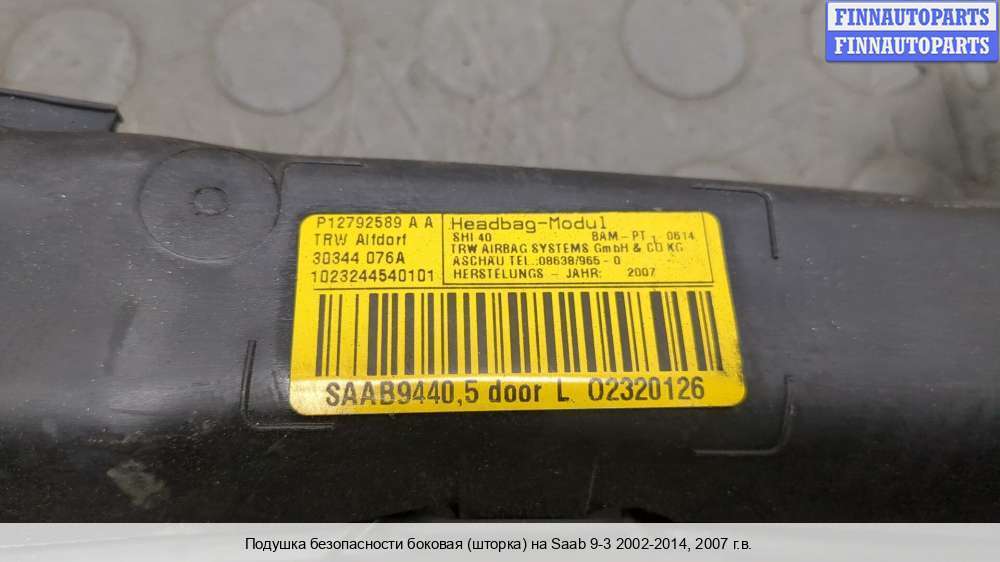 FINNAUTOPARTS
FINNAUTOPARTS
P12792589 A A
TRW Alfdorf
30344 076A
1023244540101
Headbag-Modul
SHI 40 BAM-PT.- 0614
TRW AIRBAG SYSTEMS GmbH & CO KG
ASCHAU TEL.:08638/965-0
HERSTELUNGS - JAHR: 2007
SAAB9440,5 door L 02320126
Подушка безопасности боковая (шторка) на Saab 9-3 2002-2014, 2007 г.в.